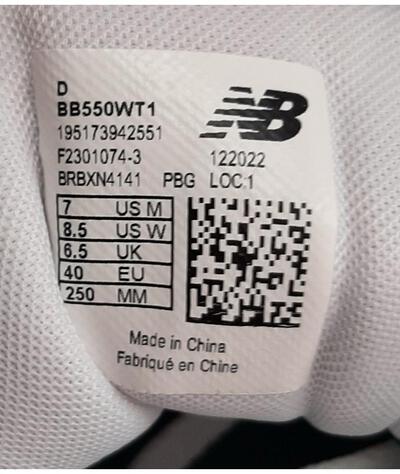 D
BB550WT1
195173942551
F2301074-3 122022
BRBXN4141 PBG LOC:1
7 US M
8.5 US W
6.5 UK
40 EU
250 MM
NB
Made in China
Fabriqué en Chine